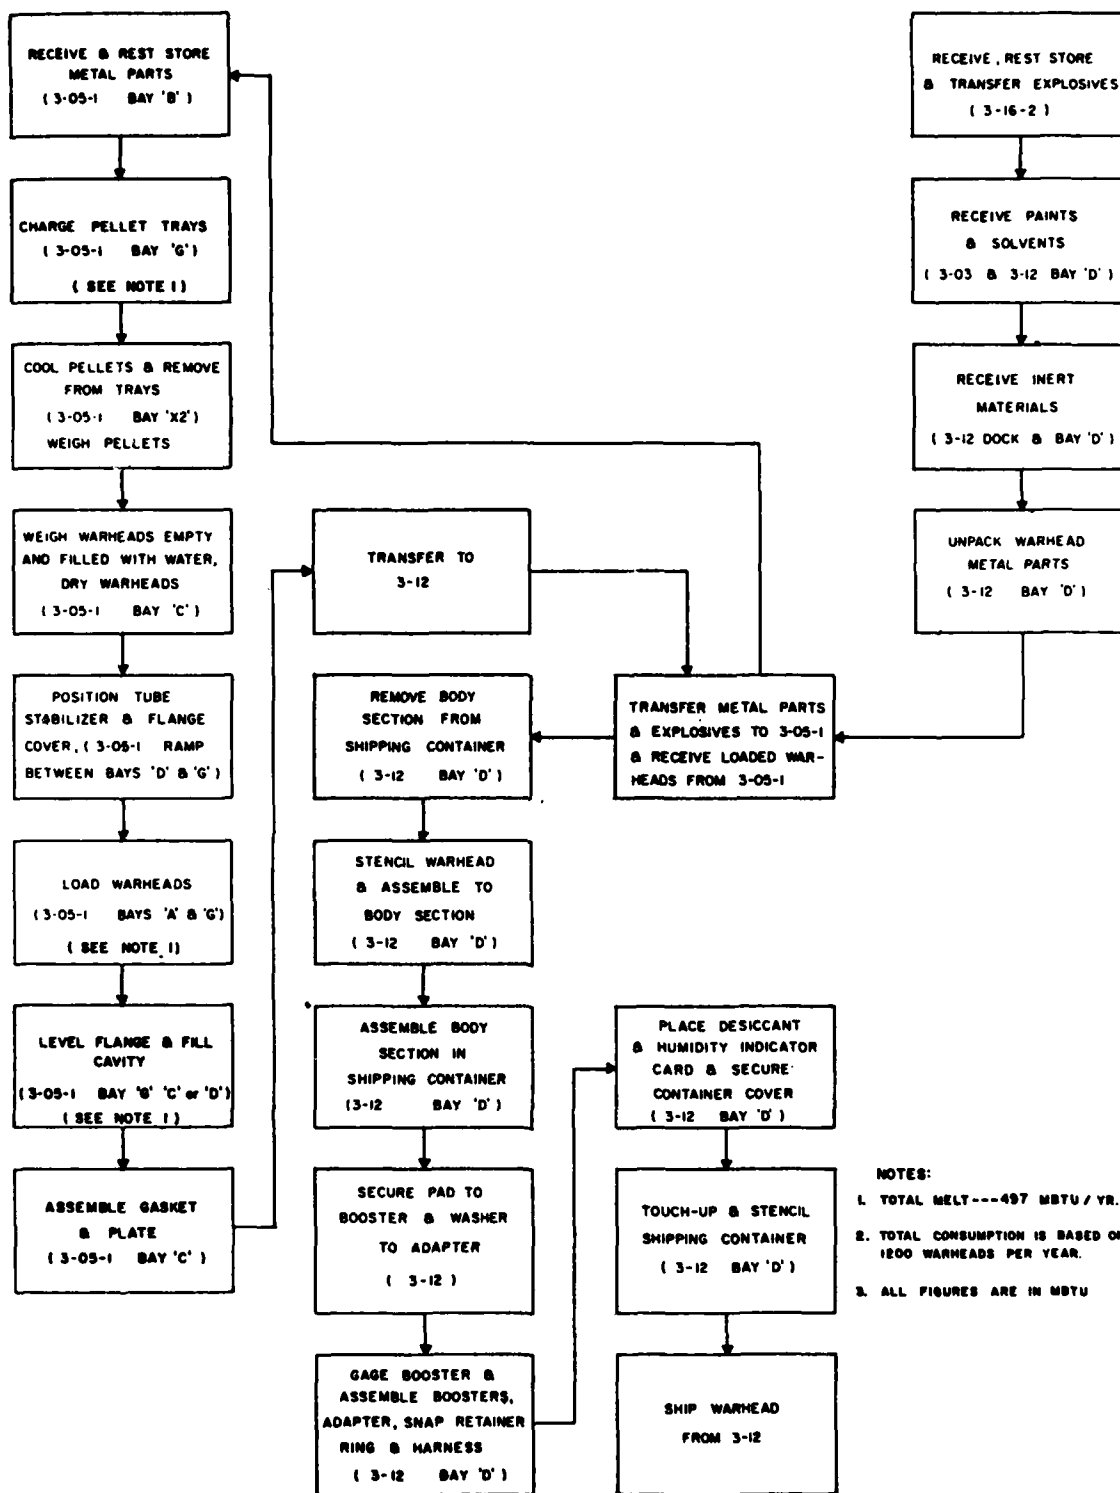 RECEIVE & REST STORE
METAL PARTS
( 3-05-1 BAY 'B' )
CHARGE PELLET TRAYS
( 3-05-1 BAY 'G' )
( SEE NOTE 1 )
COOL PELLETS & REMOVE
FROM TRAYS
( 3-05-1 BAY 'X2' )
WEIGH PELLETS
WEIGH WARHEADS EMPTY
AND FILLED WITH WATER,
DRY WARHEADS
( 3-05-1 BAY 'C' )
POSITION TUBE
STABILIZER & FLANGE
COVER, ( 3-05-1 RAMP
BETWEEN BAYS 'D' & 'G' )
LOAD WARHEADS
( 3-05-1 BAYS 'A' & 'G' )
( SEE NOTE 1 )
LEVEL FLANGE & FILL
CAVITY
( 3-05-1 BAY 'G' 'C' or 'D' )
( SEE NOTE 1 )
ASSEMBLE GASKET
& PLATE
( 3-05-1 BAY 'C' )
TRANSFER TO
3-12
REMOVE BODY
SECTION FROM
SHIPPING CONTAINER
( 3-12 BAY 'D' )
STENCIL WARHEAD
& ASSEMBLE TO
BODY SECTION
( 3-12 BAY 'D' )
ASSEMBLE BODY
SECTION IN
SHIPPING CONTAINER
(3-12 BAY 'D' )
SECURE PAD TO
BOOSTER & WASHER
TO ADAPTER
( 3-12 )
GAGE BOOSTER &
ASSEMBLE BOOSTERS,
ADAPTER, SNAP RETAINER
RING & HARNESS
( 3-12 BAY 'D' )
TRANSFER METAL PARTS
& EXPLOSIVES TO 3-05-1
& RECEIVE LOADED WAR-
HEADS FROM 3-05-1
PLACE DESICCANT
& HUMIDITY INDICATOR
CARD & SECURE
CONTAINER COVER
( 3-12 BAY 'D' )
TOUCH-UP & STENCIL
SHIPPING CONTAINER
( 3-12 BAY 'D' )
SHIP WARHEAD
FROM 3-12
RECEIVE, REST STORE
& TRANSFER EXPLOSIVES
( 3-16-2 )
RECEIVE PAINTS
& SOLVENTS
( 3-03 & 3-12 BAY 'D' )
RECEIVE INERT
MATERIALS
( 3-12 DOCK & BAY 'D' )
UNPACK WARHEAD
METAL PARTS
( 3-12 BAY 'D' )
NOTES:
1. TOTAL MELT---497 MBTU / YR.
2. TOTAL CONSUMPTION IS BASED ON
1200 WARHEADS PER YEAR.
3. ALL FIGURES ARE IN MBTU